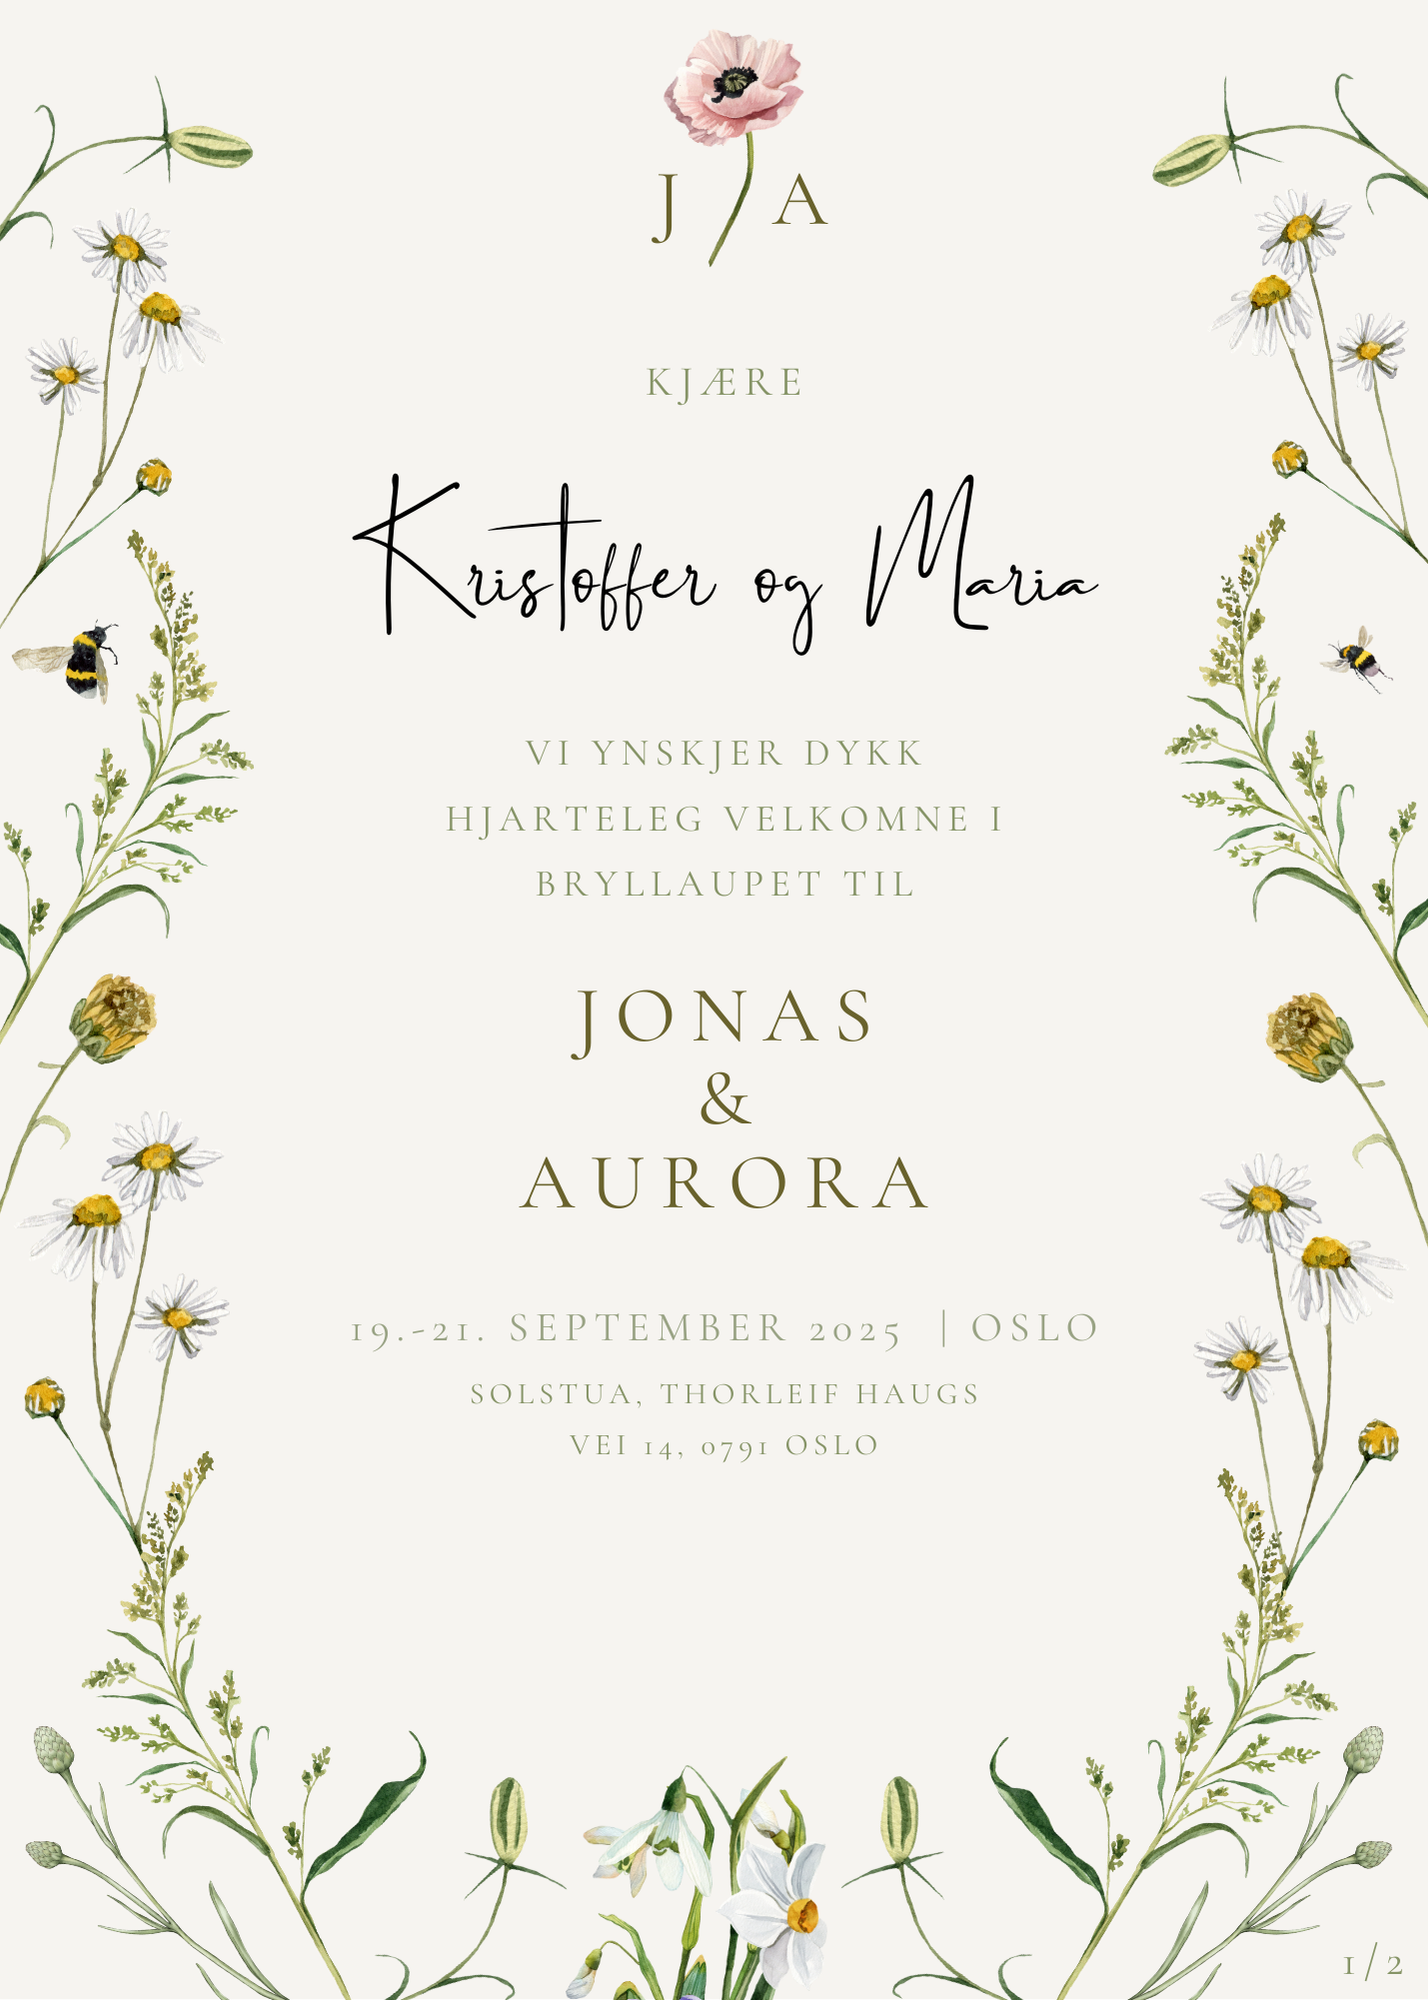 J A
KJÆRE
Kristoffer og Maria
VI YNSKJER DYKK
HJARTELEG VELKOMNE I
BRYLLAUPET TIL
JONAS
&
AURORA
19.-21. SEPTEMBER 2025 | OSLO
SOLSTUA, THORLEIF HAUGS
VEI 14, 0791 OSLO
1/2